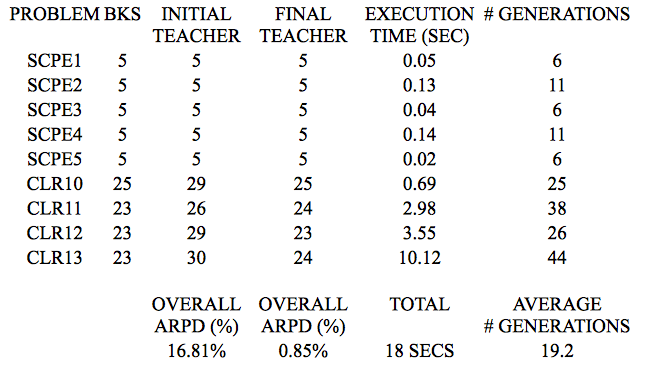 PROBLEM BKS INITIAL FINAL EXECUTION # GENERATIONS
TEACHER TEACHER TIME (SEC)
SCPE1 5 5 5 0.05 6
SCPE2 5 5 5 0.13 11
SCPE3 5 5 5 0.04 6
SCPE4 5 5 5 0.14 11
SCPE5 5 5 5 0.02 6
CLR10 25 29 25 0.69 25
CLR11 23 26 24 2.98 38
CLR12 23 29 23 3.55 26
CLR13 23 30 24 10.12 44
OVERALL OVERALL TOTAL AVERAGE
ARPD (%) ARPD (%) # GENERATIONS
16.81% 0.85% 18 SECS 19.2